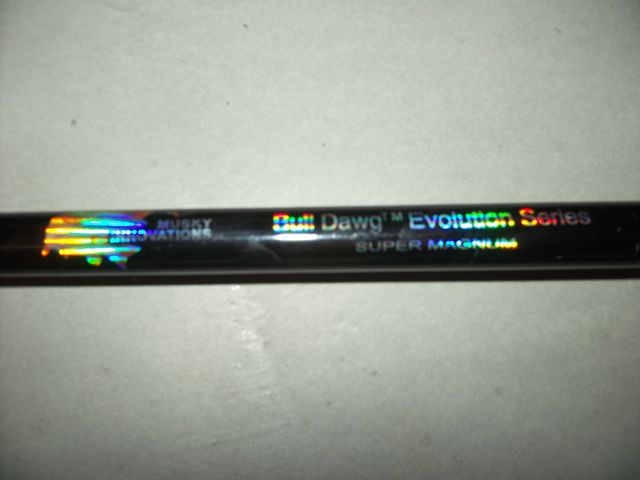 MUSKY
INNOVATIONS
Bull Dawg™ Evolution Series
SUPER MAGNUM